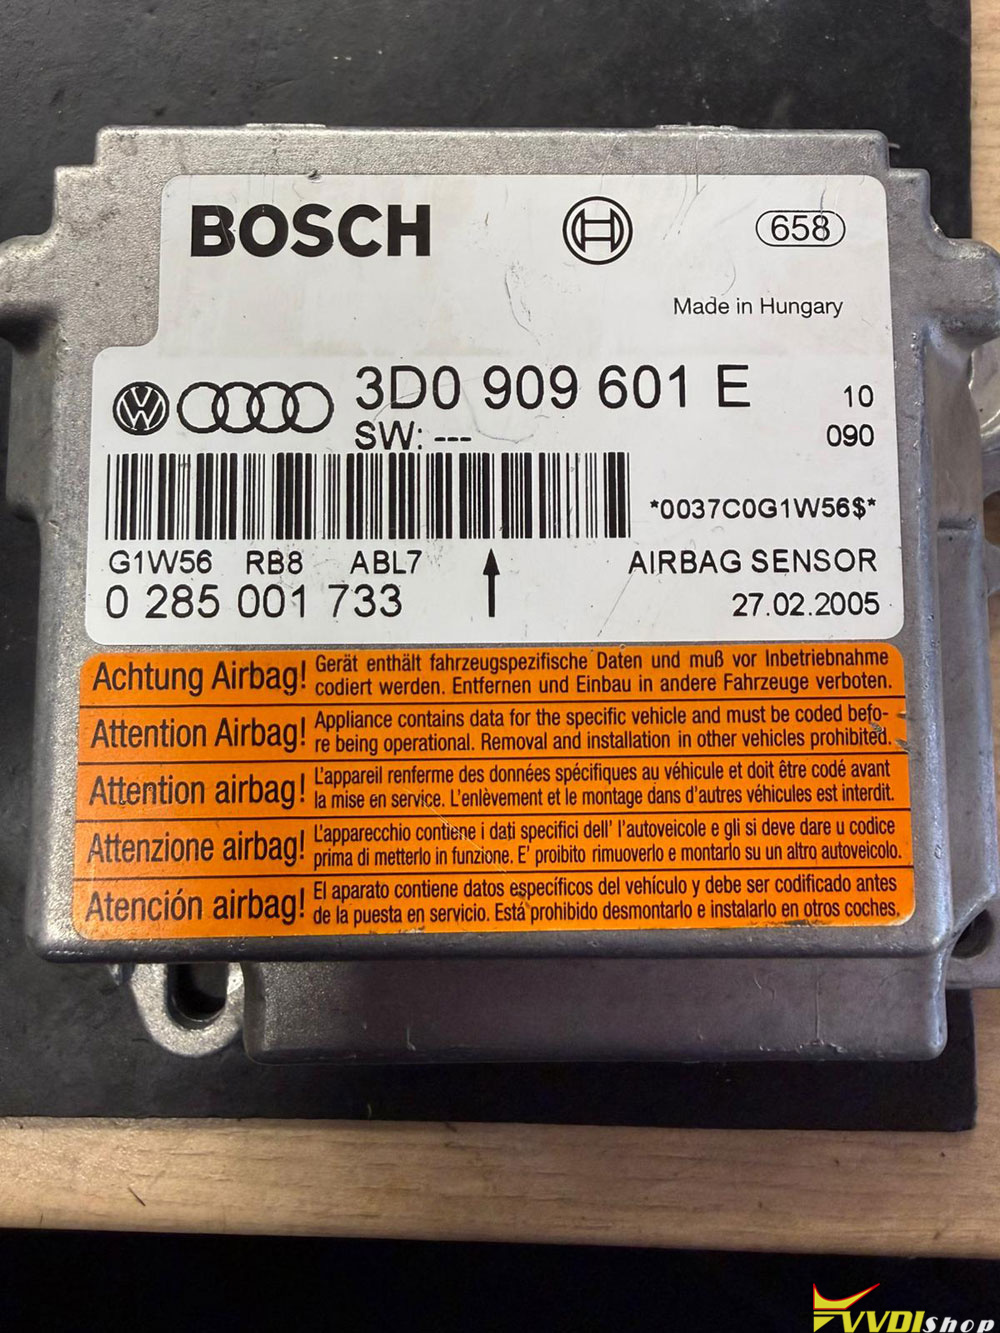 BOSCH
658
Made in Hungary
3D0 909 601 E
10
SW: ---
090
*0037C0G1W56$*
G1W56 RB8 ABL7
AIRBAG SENSOR
0 285 001 733
27.02.2005
Achtung Airbag!
Gerät enthält fahrzeugspezifische Daten und muß vor Inbetriebnahme
codiert werden. Entfernen und Einbau in andere Fahrzeuge verboten.
Attention Airbag!
Appliance contains data for the specific vehicle and must be coded befo-
re being operational. Removal and installation in other vehicles prohibited.
Attention airbag!
L'appareil renferme des données spécifiques au véhicule et doit être codé avant
la mise en service. L'enlèvement et le montage dans d'autres véhicules est interdit.
Attenzione airbag!
L'apparecchio contiene i dati specifici dell' l'autoveicole e gli si deve dare u codice
prima di metterlo in funzione. E' proibito rimuoverlo e montarlo su un altro autoveicolo.
Atención airbag!
El aparato contiene datos específicos del vehículo y debe ser codificado antes
de la puesta en servicio. Está prohibido desmontarlo e instalarlo en otros coches.
VVDIshop